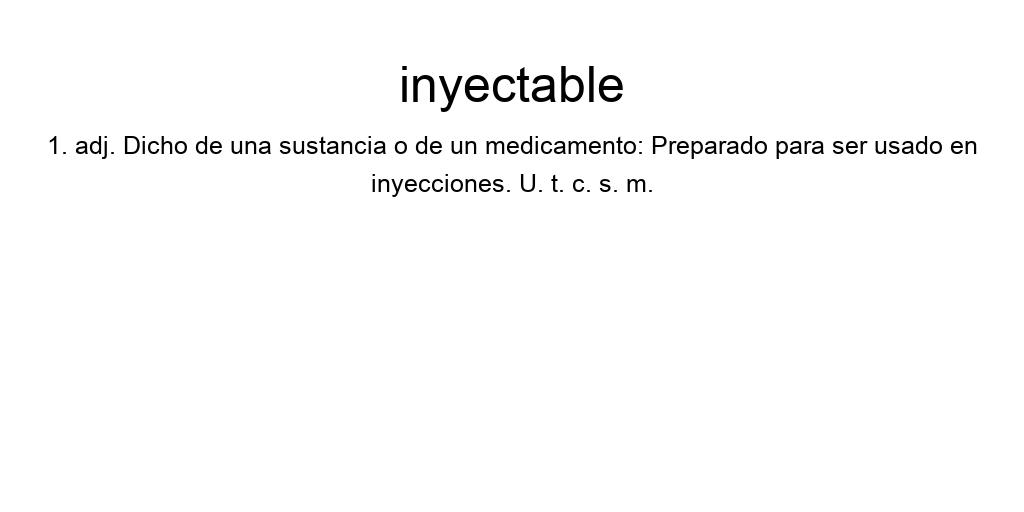 inyectable
1. adj. Dicho de una sustancia o de un medicamento: Preparado para ser usado en
inyecciones. U. t. c. s. m.